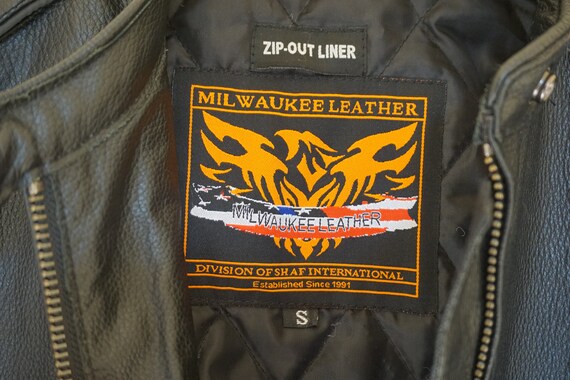 ZIP-OUT LINER
MILWAUKEE LEATHER
MILWAUKEE LEATHER
DIVISION OF SHAF INTERNATIONAL
Established Since 1991
S